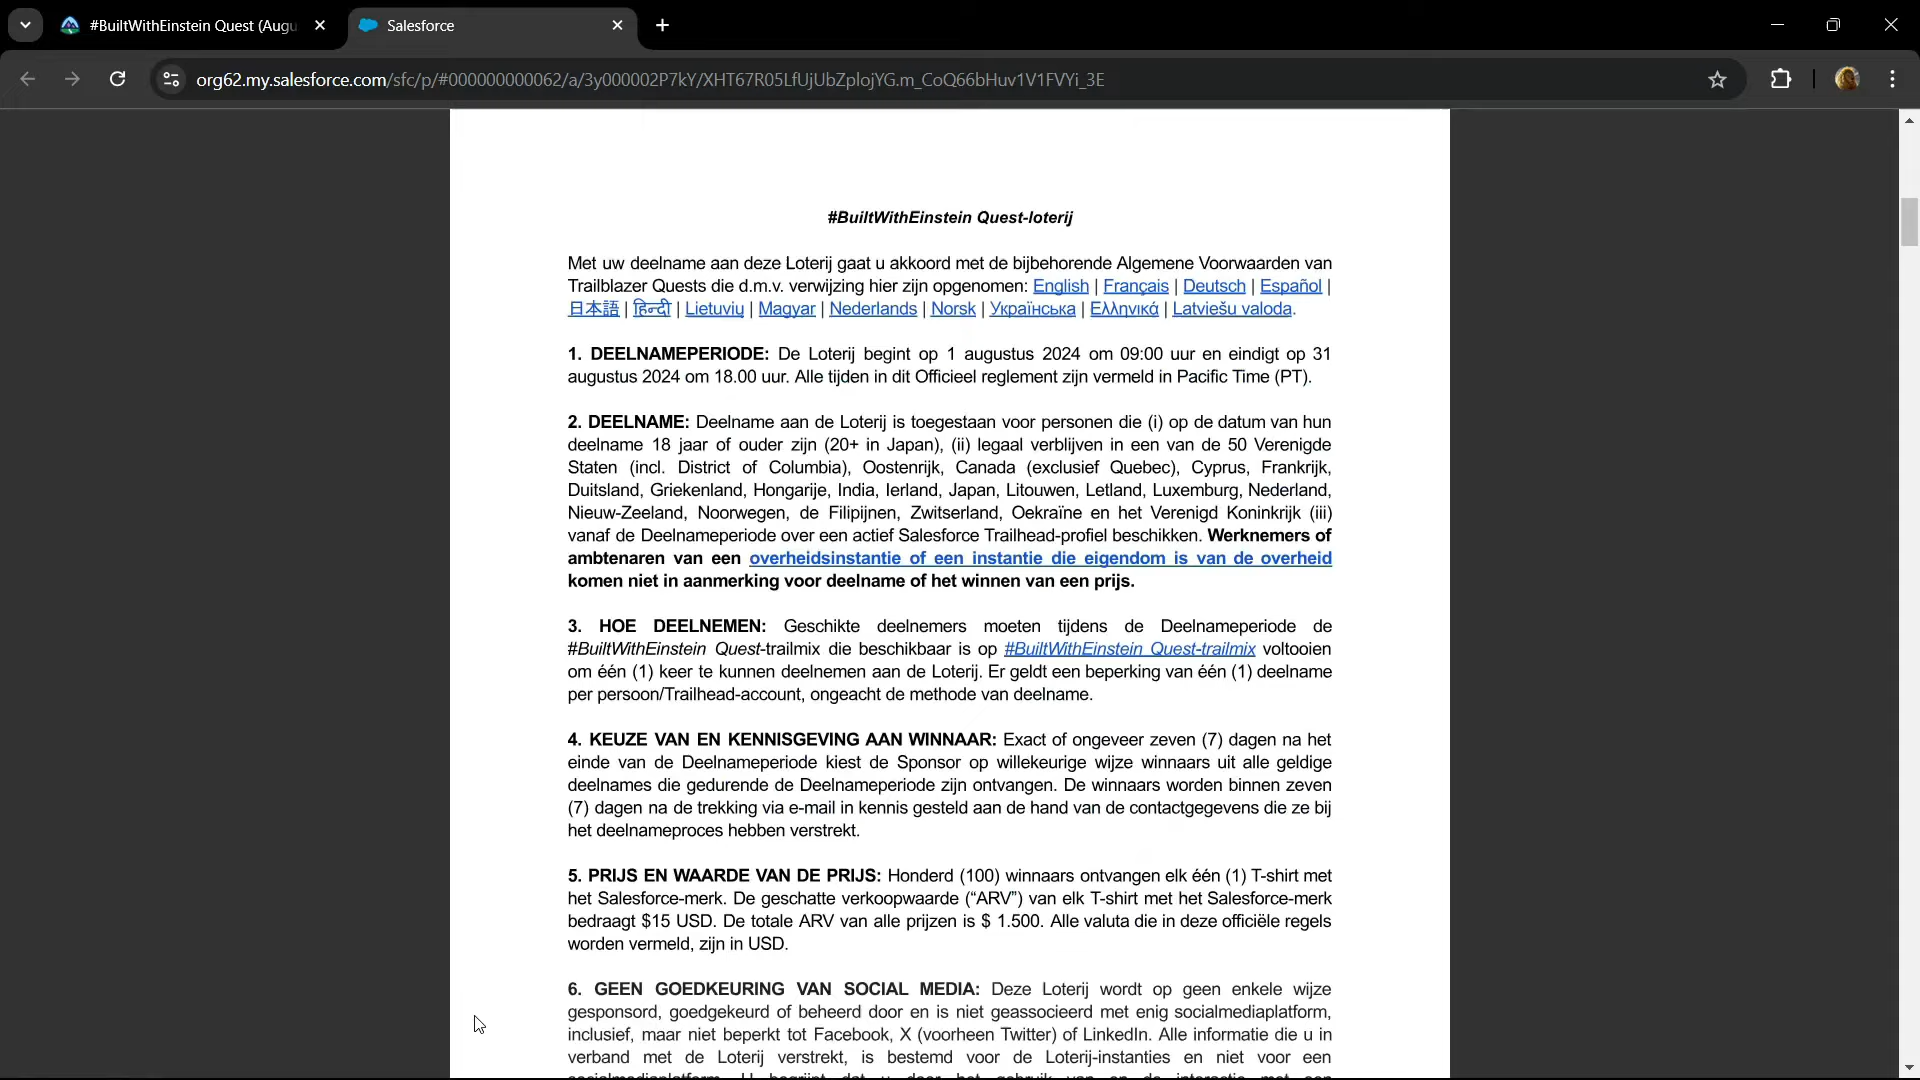 #BuiltWithEinstein Quest (Augu
Salesforce
org62.my.salesforce.com/sfc/p/#000000000062/a/3y000002P7kY/XHT67R05LfUjUbZplojYG.m_CoQ66bHuv1V1FVYi_3E
#BuiltWithEinstein Quest-loterij
Met uw deelname aan deze Loterij gaat u akkoord met de bijbehorende Algemene Voorwaarden van
Trailblazer Quests die d.m.v. verwijzing hier zijn opgenomen: English | Français | Deutsch | Español |
日本語 | हिन्दी | Lietuvių | Magyar | Nederlands | Norsk | Українська | Ελληνικά | Latviešu valoda.
1. DEELNAMEPERIODE: De Loterij begint op 1 augustus 2024 om 09:00 uur en eindigt op 31
augustus 2024 om 18.00 uur. Alle tijden in dit Officieel reglement zijn vermeld in Pacific Time (PT).
2. DEELNAME: Deelname aan de Loterij is toegestaan voor personen die (i) op de datum van hun
deelname 18 jaar of ouder zijn (20+ in Japan), (ii) legaal verblijven in een van de 50 Verenigde
Staten (incl. District of Columbia), Oostenrijk, Canada (exclusief Quebec), Cyprus, Frankrijk,
Duitsland, Griekenland, Hongarije, India, Ierland, Japan, Litouwen, Letland, Luxemburg, Nederland,
Nieuw-Zeeland, Noorwegen, de Filipijnen, Zwitserland, Oekraïne en het Verenigd Koninkrijk (iii)
vanaf de Deelnameperiode over een actief Salesforce Trailhead-profiel beschikken. Werknemers of
ambtenaren van een overheidsinstantie of een instantie die eigendom is van de overheid
komen niet in aanmerking voor deelname of het winnen van een prijs.
3. HOE DEELNEMEN: Geschikte deelnemers moeten tijdens de Deelnameperiode de
#BuiltWithEinstein Quest-trailmix die beschikbaar is op #BuiltWithEinstein Quest-trailmix voltooien
om één (1) keer te kunnen deelnemen aan de Loterij. Er geldt een beperking van één (1) deelname
per persoon/Trailhead-account, ongeacht de methode van deelname.
4. KEUZE VAN EN KENNISGEVING AAN WINNAAR: Exact of ongeveer zeven (7) dagen na het
einde van de Deelnameperiode kiest de Sponsor op willekeurige wijze winnaars uit alle geldige
deelnames die gedurende de Deelnameperiode zijn ontvangen. De winnaars worden binnen zeven
(7) dagen na de trekking via e-mail in kennis gesteld aan de hand van de contactgegevens die ze bij
het deelnameproces hebben verstrekt.
5. PRIJS EN WAARDE VAN DE PRIJS: Honderd (100) winnaars ontvangen elk één (1) T-shirt met
het Salesforce-merk. De geschatte verkoopwaarde (“ARV”) van elk T-shirt met het Salesforce-merk
bedraagt $15 USD. De totale ARV van alle prijzen is $ 1.500. Alle valuta die in deze officiële regels
worden vermeld, zijn in USD.
6. GEEN GOEDKEURING VAN SOCIAL MEDIA: Deze Loterij wordt op geen enkele wijze
gesponsord, goedgekeurd of beheerd door en is niet geassocieerd met enig socialmediaplatform,
inclusief, maar niet beperkt tot Facebook, X (voorheen Twitter) of LinkedIn. Alle informatie die u in
verband met de Loterij verstrekt, is bestemd voor de Loterij-instanties en niet voor een